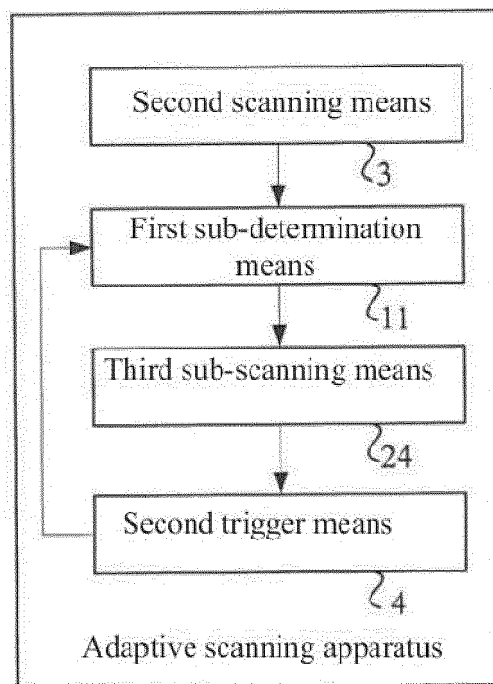 Second scanning means
3
First sub-determination
means
11
Third sub-scanning means
24
Second trigger means
4
Adaptive scanning apparatus